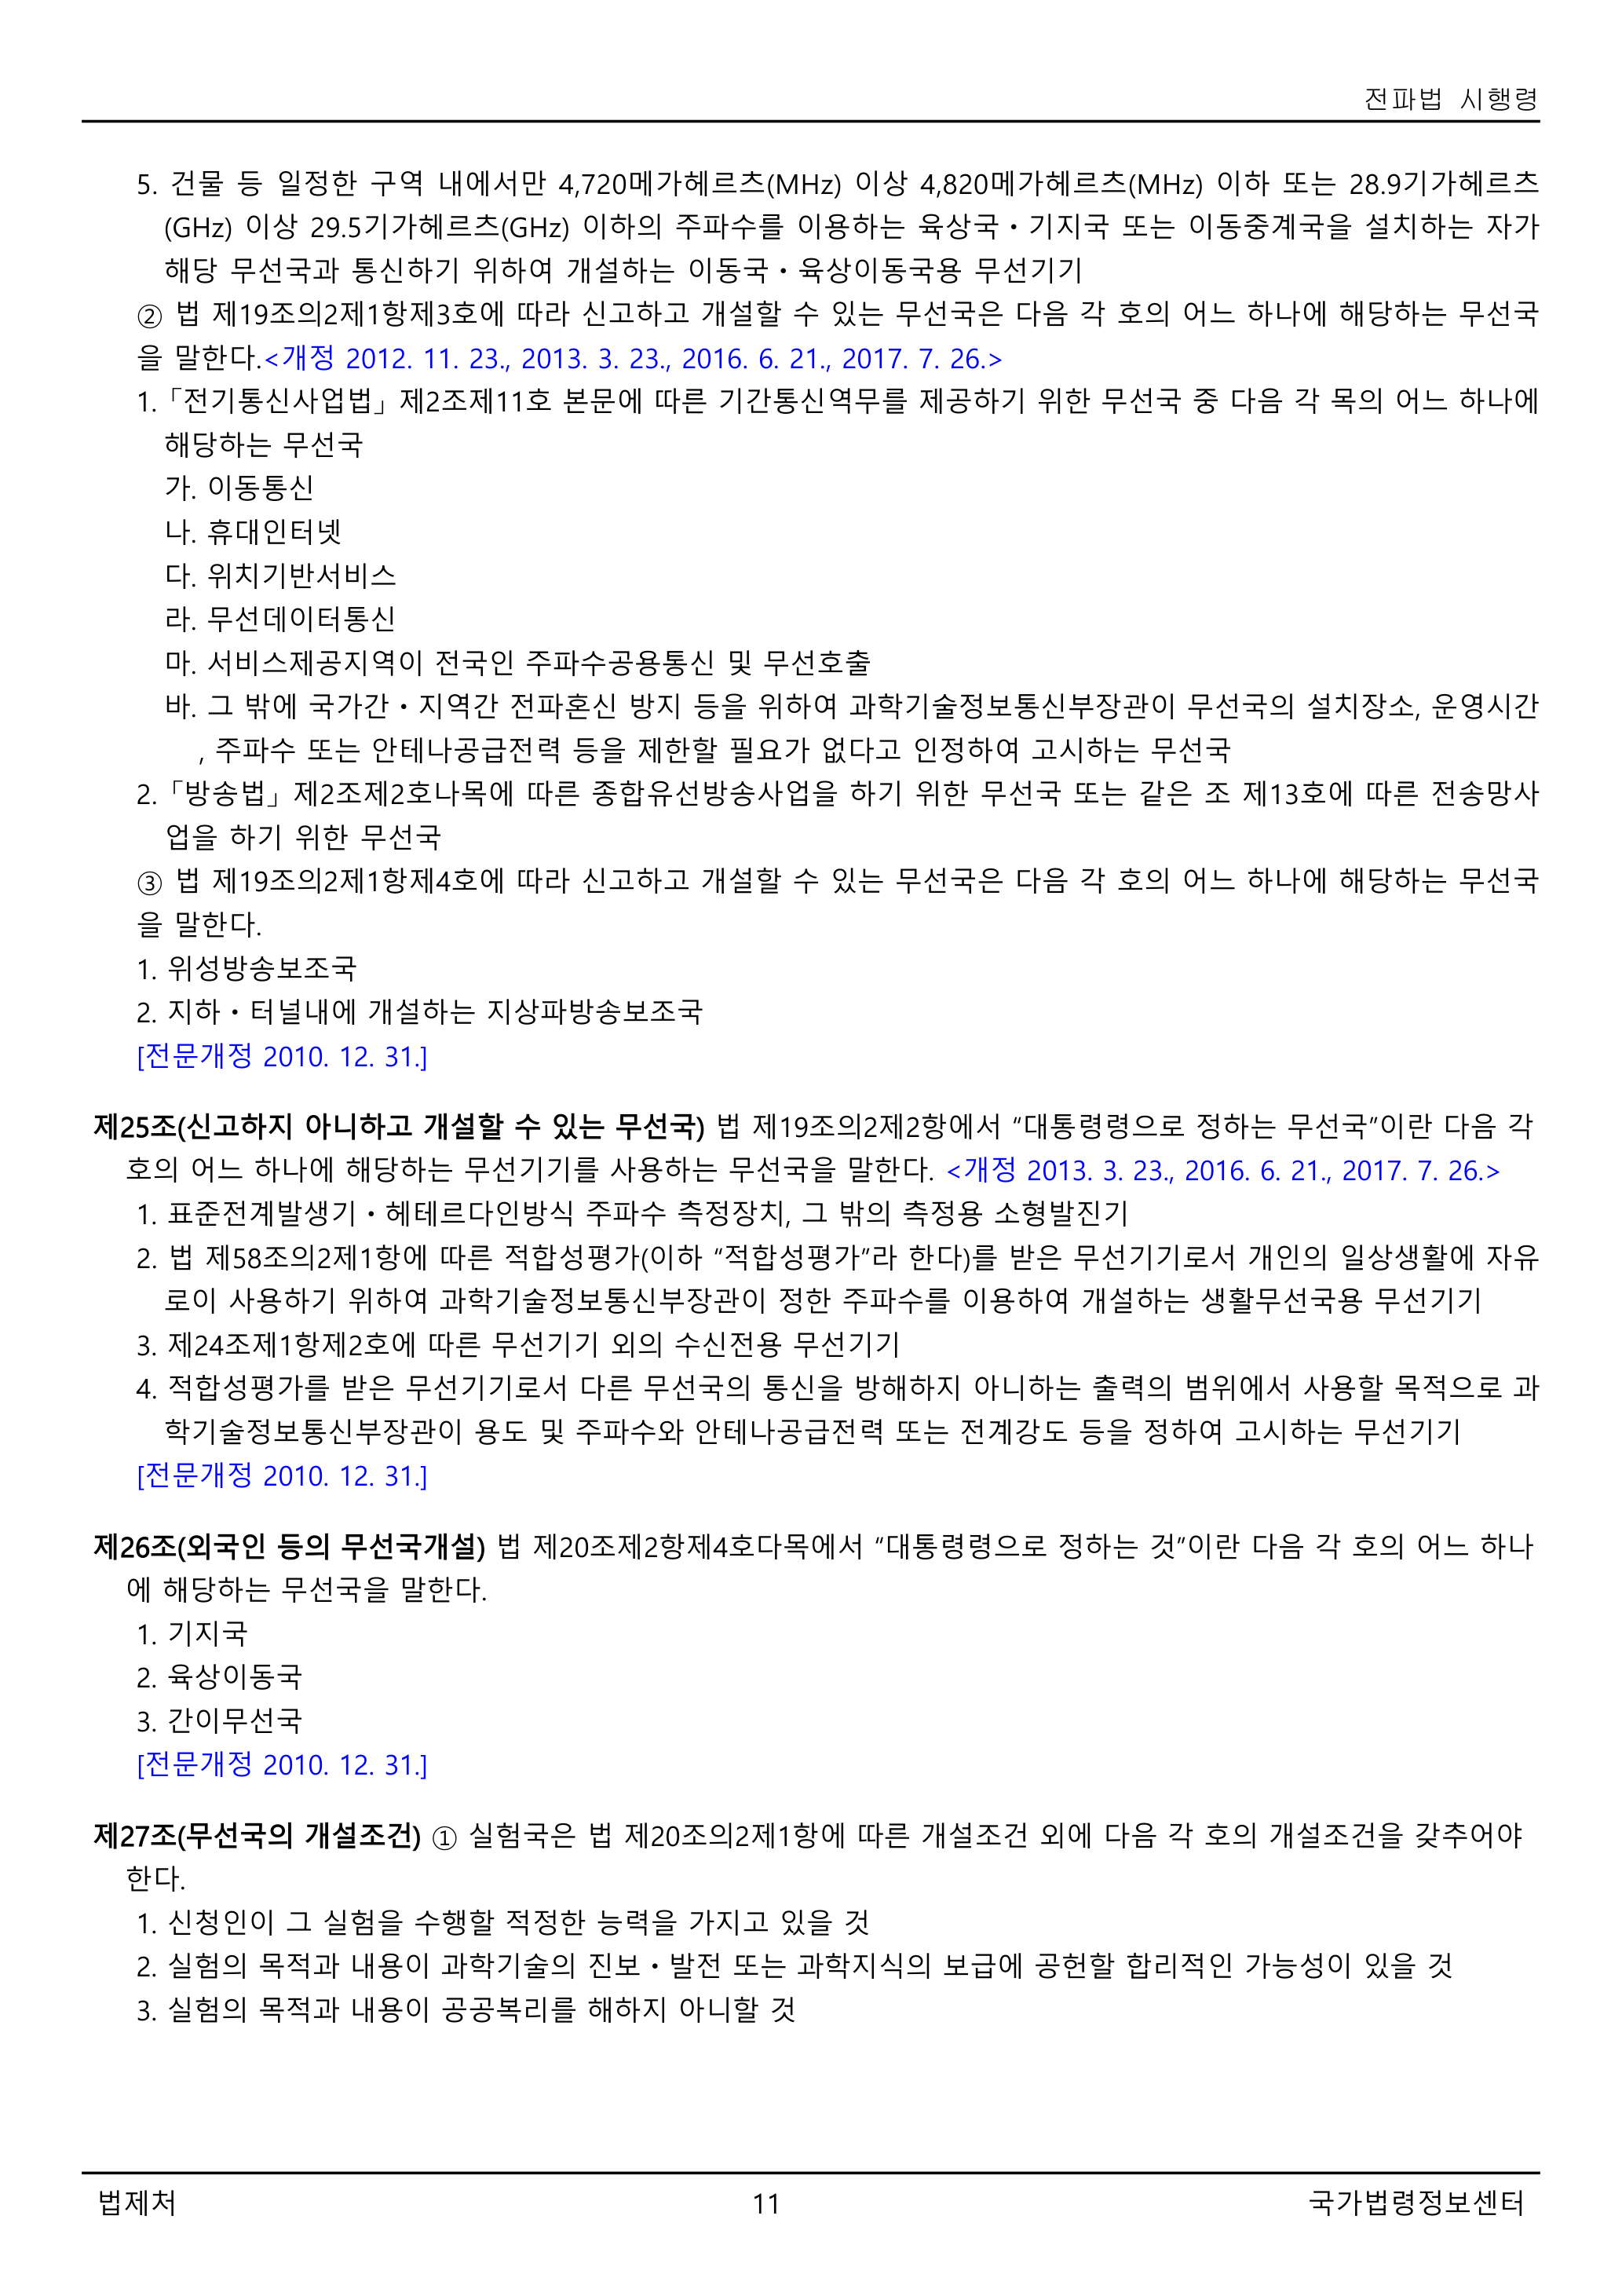 전파법 시행령
5. 건물 등 일정한 구역 내에서만 4,720메가헤르츠(MHz) 이상 4,820메가헤르츠(MHz) 이하 또는 28.9기가헤르츠
(GHz) 이상 29.5기가헤르츠(GHz) 이하의 주파수를 이용하는 육상국ㆍ기지국 또는 이동중계국을 설치하는 자가
해당 무선국과 통신하기 위하여 개설하는 이동국ㆍ육상이동국용 무선기기
② 법 제19조의2제1항제3호에 따라 신고하고 개설할 수 있는 무선국은 다음 각 호의 어느 하나에 해당하는 무선국
을 말한다.<개정 2012. 11. 23., 2013. 3. 23., 2016. 6. 21., 2017. 7. 26.>
1.「전기통신사업법」제2조제11호 본문에 따른 기간통신역무를 제공하기 위한 무선국 중 다음 각 목의 어느 하나에
해당하는 무선국
가. 이동통신
나. 휴대인터넷
다. 위치기반서비스
라. 무선데이터통신
마. 서비스제공지역이 전국인 주파수공용통신 및 무선호출
바. 그 밖에 국가간ㆍ지역간 전파혼신 방지 등을 위하여 과학기술정보통신부장관이 무선국의 설치장소, 운영시간
, 주파수 또는 안테나공급전력 등을 제한할 필요가 없다고 인정하여 고시하는 무선국
2.「방송법」제2조제2호나목에 따른 종합유선방송사업을 하기 위한 무선국 또는 같은 조 제13호에 따른 전송망사
업을 하기 위한 무선국
③ 법 제19조의2제1항제4호에 따라 신고하고 개설할 수 있는 무선국은 다음 각 호의 어느 하나에 해당하는 무선국
을 말한다.
1. 위성방송보조국
2. 지하ㆍ터널내에 개설하는 지상파방송보조국
[전문개정 2010. 12. 31.]
제25조(신고하지 아니하고 개설할 수 있는 무선국) 법 제19조의2제2항에서 “대통령령으로 정하는 무선국”이란 다음 각
호의 어느 하나에 해당하는 무선기기를 사용하는 무선국을 말한다. <개정 2013. 3. 23., 2016. 6. 21., 2017. 7. 26.>
1. 표준전계발생기ㆍ헤테르다인방식 주파수 측정장치, 그 밖의 측정용 소형발진기
2. 법 제58조의2제1항에 따른 적합성평가(이하 “적합성평가”라 한다)를 받은 무선기기로서 개인의 일상생활에 자유
로이 사용하기 위하여 과학기술정보통신부장관이 정한 주파수를 이용하여 개설하는 생활무선국용 무선기기
3. 제24조제1항제2호에 따른 무선기기 외의 수신전용 무선기기
4. 적합성평가를 받은 무선기기로서 다른 무선국의 통신을 방해하지 아니하는 출력의 범위에서 사용할 목적으로 과
학기술정보통신부장관이 용도 및 주파수와 안테나공급전력 또는 전계강도 등을 정하여 고시하는 무선기기
[전문개정 2010. 12. 31.]
제26조(외국인 등의 무선국개설) 법 제20조제2항제4호다목에서 “대통령령으로 정하는 것”이란 다음 각 호의 어느 하나
에 해당하는 무선국을 말한다.
1. 기지국
2. 육상이동국
3. 간이무선국
[전문개정 2010. 12. 31.]
제27조(무선국의 개설조건) ① 실험국은 법 제20조의2제1항에 따른 개설조건 외에 다음 각 호의 개설조건을 갖추어야
한다.
1. 신청인이 그 실험을 수행할 적정한 능력을 가지고 있을 것
2. 실험의 목적과 내용이 과학기술의 진보ㆍ발전 또는 과학지식의 보급에 공헌할 합리적인 가능성이 있을 것
3. 실험의 목적과 내용이 공공복리를 해하지 아니할 것
법제처 11 국가법령정보센터